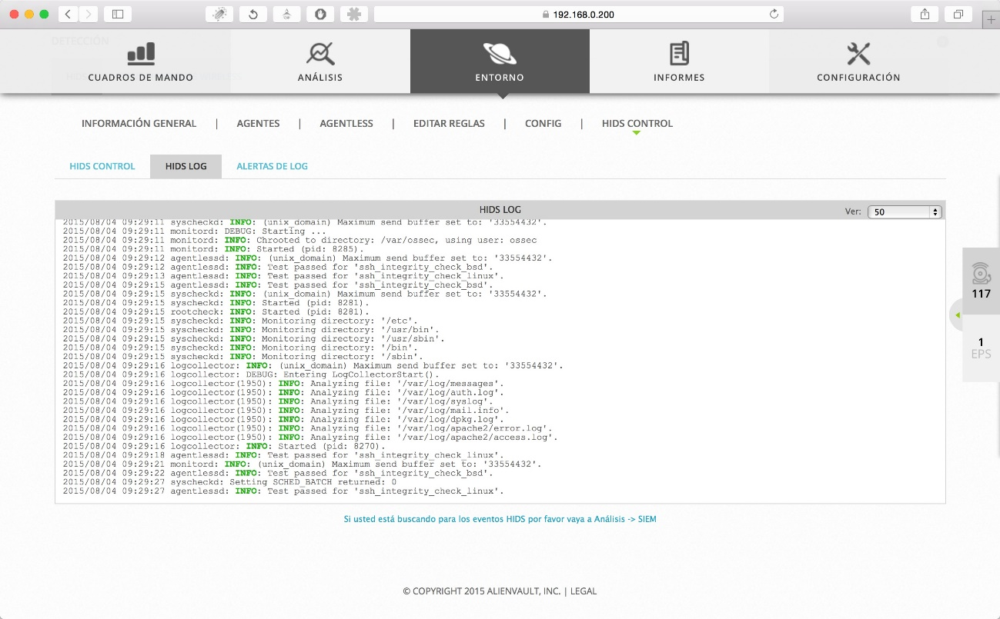 192.168.0.200
DETECCIÓN
CUADROS DE MANDO
ANÁLISIS
ENTORNO
INFORMES
CONFIGURACIÓN
INFORMACIÓN GENERAL | AGENTES | AGENTLESS | EDITAR REGLAS | CONFIG | HIDS CONTROL
HIDS CONTROL HIDS LOG ALERTAS DE LOG
HIDS LOG
Ver: 50
2015/08/04 09:29:11 syscheckd: INFO: (unix_domain) Maximum send buffer set to: '33554432'.
2015/08/04 09:29:11 monitord: DEBUG: Starting ...
2015/08/04 09:29:11 monitord: INFO: Chrooted to directory: /var/ossec, using user: ossec
2015/08/04 09:29:11 monitord: INFO: Started (pid: 8285).
2015/08/04 09:29:12 agentlessd: INFO: (unix_domain) Maximum send buffer set to: '33554432'.
2015/08/04 09:29:12 agentlessd: INFO: Test passed for 'ssh_integrity_check_bsd'.
2015/08/04 09:29:13 agentlessd: INFO: Test passed for 'ssh_integrity_check_linux'.
2015/08/04 09:29:15 agentlessd: INFO: Test passed for 'ssh_integrity_check_bsd'.
2015/08/04 09:29:15 syscheckd: INFO: (unix_domain) Maximum send buffer set to: '33554432'.
2015/08/04 09:29:15 syscheckd: INFO: Started (pid: 8281).
2015/08/04 09:29:15 rootcheck: INFO: Started (pid: 8281).
2015/08/04 09:29:15 syscheckd: INFO: Monitoring directory: '/etc'.
2015/08/04 09:29:15 syscheckd: INFO: Monitoring directory: '/usr/bin'.
2015/08/04 09:29:15 syscheckd: INFO: Monitoring directory: '/usr/sbin'.
2015/08/04 09:29:15 syscheckd: INFO: Monitoring directory: '/bin'.
2015/08/04 09:29:15 syscheckd: INFO: Monitoring directory: '/sbin'.
2015/08/04 09:29:16 logcollector: INFO: (unix_domain) Maximum send buffer set to: '33554432'.
2015/08/04 09:29:16 logcollector: DEBUG: Entering LogCollectorStart().
2015/08/04 09:29:16 logcollector(1950): INFO: Analyzing file: '/var/log/messages'.
2015/08/04 09:29:16 logcollector(1950): INFO: Analyzing file: '/var/log/auth.log'.
2015/08/04 09:29:16 logcollector(1950): INFO: Analyzing file: '/var/log/syslog'.
2015/08/04 09:29:16 logcollector(1950): INFO: Analyzing file: '/var/log/mail.info'.
2015/08/04 09:29:16 logcollector(1950): INFO: Analyzing file: '/var/log/dpkg.log'.
2015/08/04 09:29:16 logcollector(1950): INFO: Analyzing file: '/var/log/apache2/error.log'.
2015/08/04 09:29:16 logcollector(1950): INFO: Analyzing file: '/var/log/apache2/access.log'.
2015/08/04 09:29:16 logcollector: INFO: Started (pid: 8270).
2015/08/04 09:29:18 agentlessd: INFO: Test passed for 'ssh_integrity_check_linux'.
2015/08/04 09:29:21 monitord: INFO: (unix_domain) Maximum send buffer set to: '33554432'.
2015/08/04 09:29:22 agentlessd: INFO: Test passed for 'ssh_integrity_check_bsd'.
2015/08/04 09:29:27 syscheckd: Setting SCHED_BATCH returned: 0
2015/08/04 09:29:27 agentlessd: INFO: Test passed for 'ssh_integrity_check_linux'.
117
1
EPS
Si usted está buscando para los eventos HIDS por favor vaya a Análisis -> SIEM
© COPYRIGHT 2015 ALIENVAULT, INC. | LEGAL